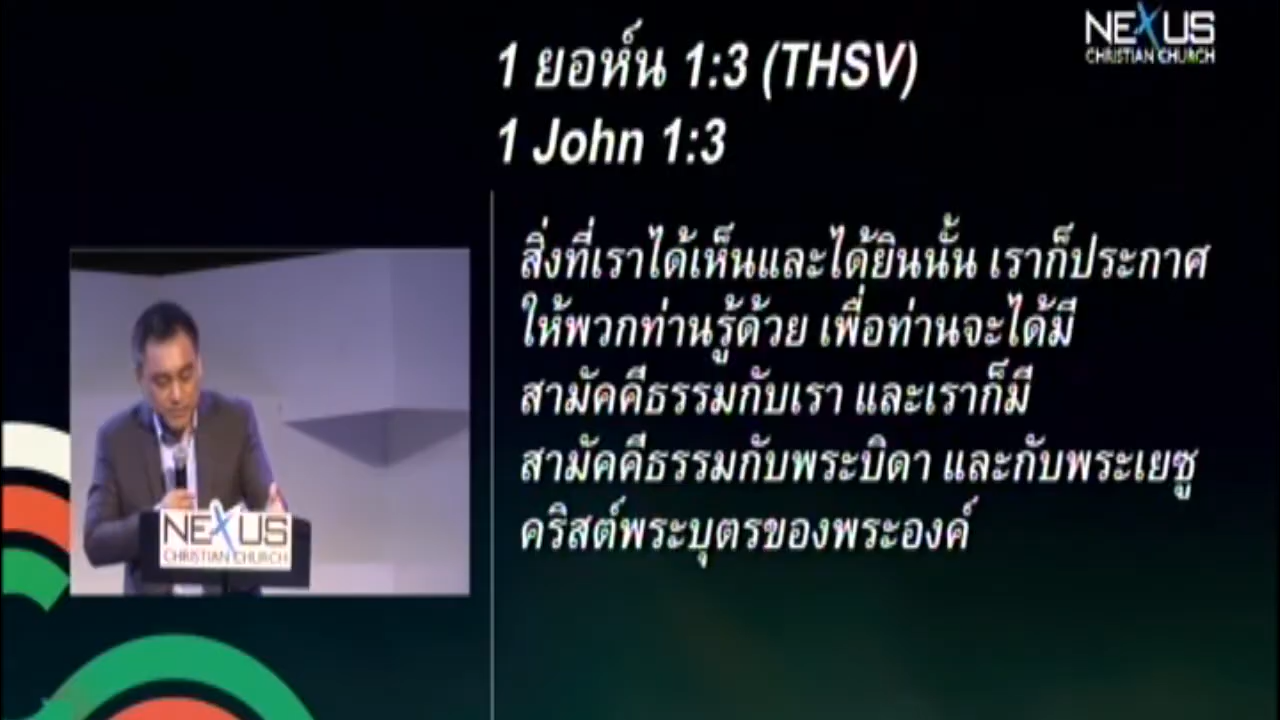 NEXUS
CHRISTIAN CHURCH
1 ยอห์น 1:3 (THSV)
1 John 1:3
สิ่งที่เราได้เห็นและได้ยินนั้น เราก็ประกาศ
ให้พวกท่านรู้ด้วย เพื่อท่านจะได้มี
สามัคคีธรรมกับเรา และเราก็มี
สามัคคีธรรมกับพระบิดา และกับพระเยซู
คริสต์พระบุตรของพระองค์
NEXUS
CHRISTIAN CHURCH